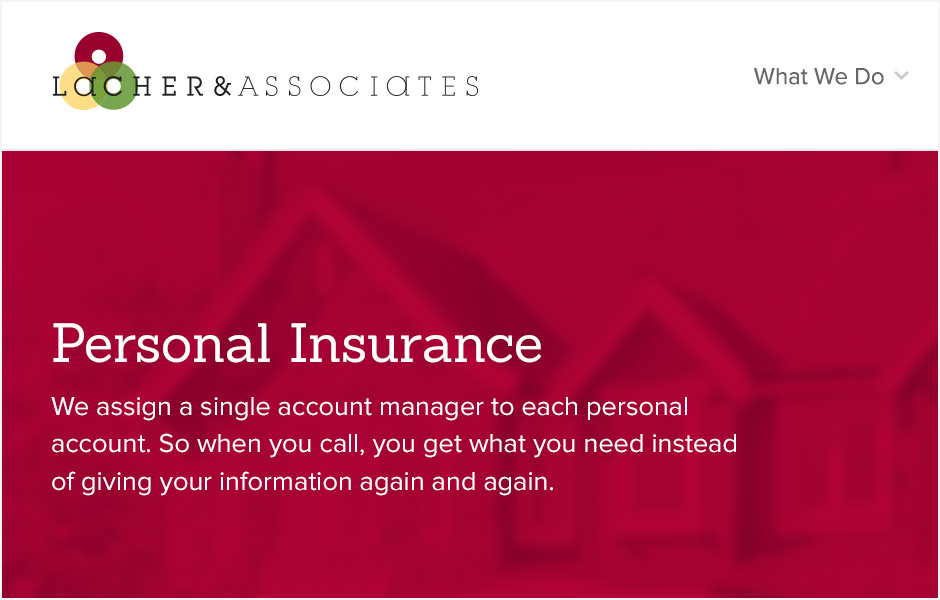 LACHER&ASSOCIATES
What We Do
Personal Insurance
We assign a single account manager to each personal
account. So when you call, you get what you need instead
of giving your information again and again.